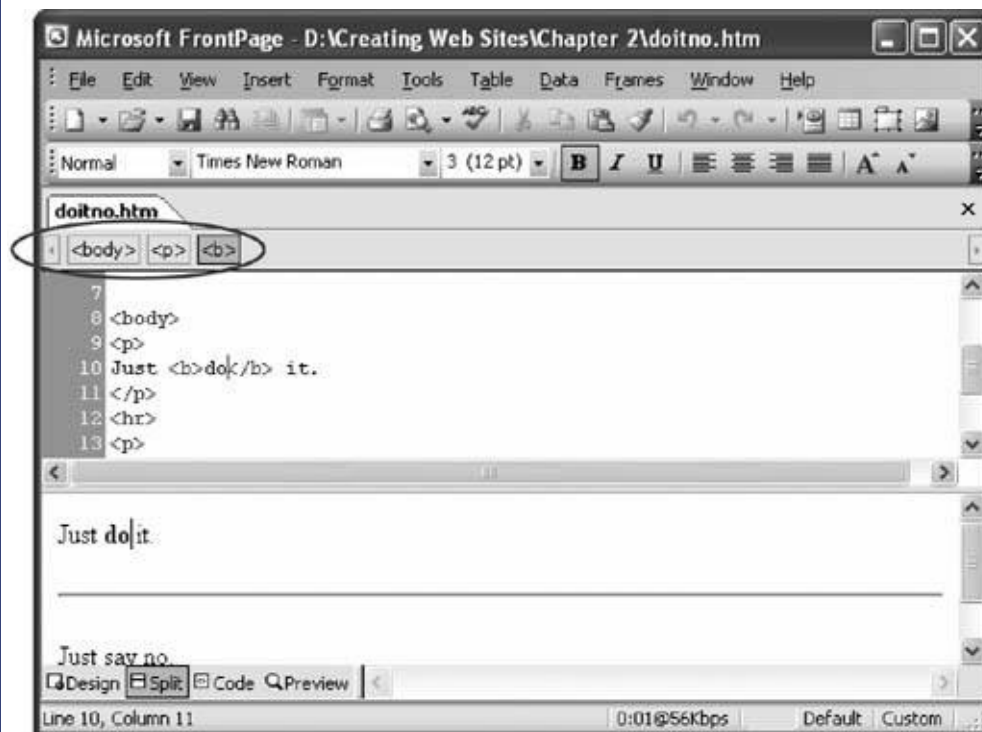 Microsoft FrontPage - D:\Creating Web Sites\Chapter 2\doitno.htm
File Edit View Insert Format Tools Table Data Frames Window Help
Normal Times New Roman 3 (12 pt) B I U A A
doitno.htm
<body> <p> <b>
7
8 <body>
9 <p>
10 Just <b>do</b> it.
11 </p>
12 <hr>
13 <p>
Just do it.
Just say no.
Design Split Code Preview
Line 10, Column 11 0:01@56Kbps Default Custom